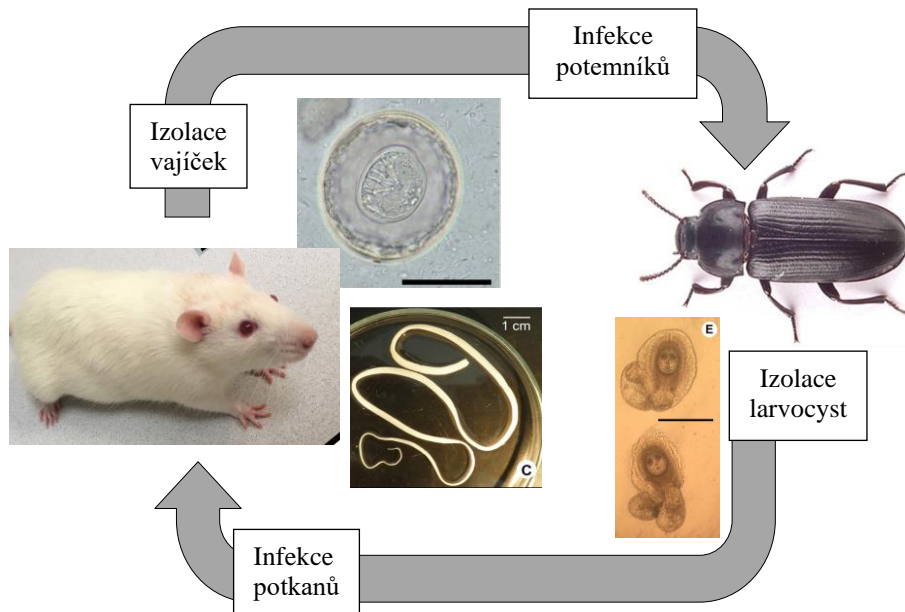 Infekce
potemníků
Izolace
vajíček
1 cm
E
Izolace
larvocyst
C
Infekce
potkanů